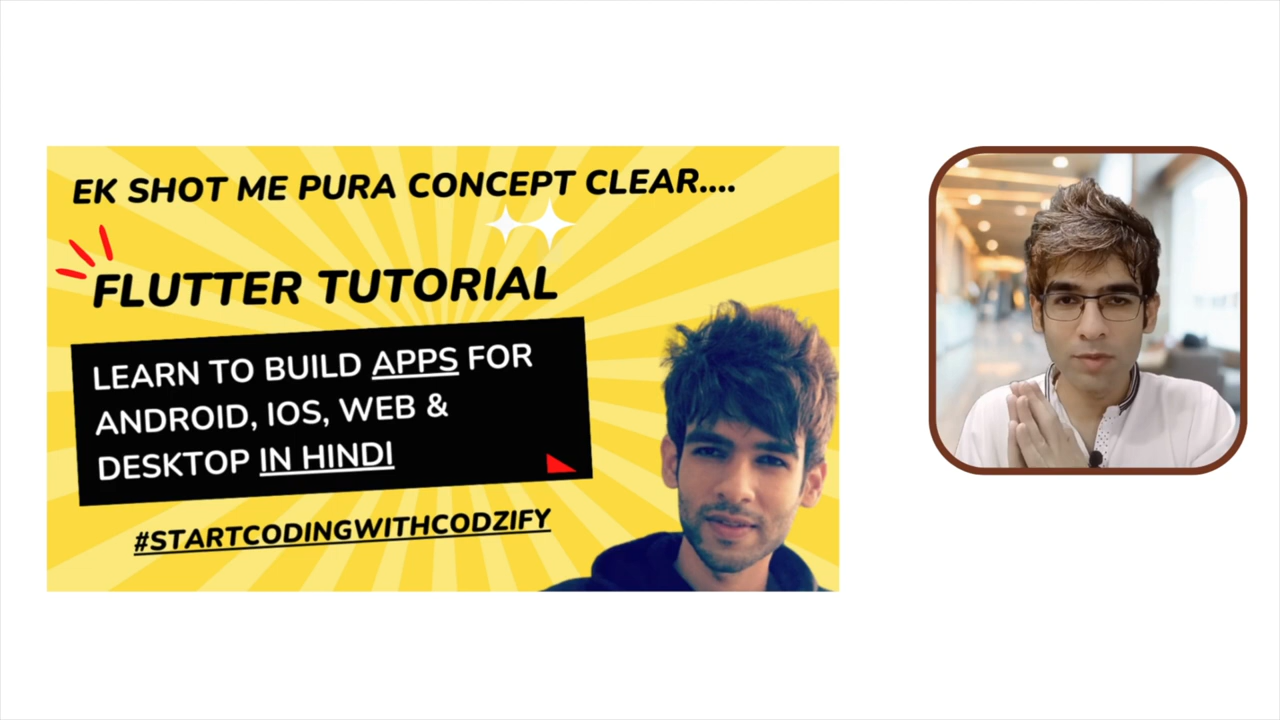 EK SHOT ME PURA CONCEPT CLEAR....
FLUTTER TUTORIAL
LEARN TO BUILD APPS FOR
ANDROID, IOS, WEB &
DESKTOP IN HINDI
#STARTCODINGWITHCODZIFY